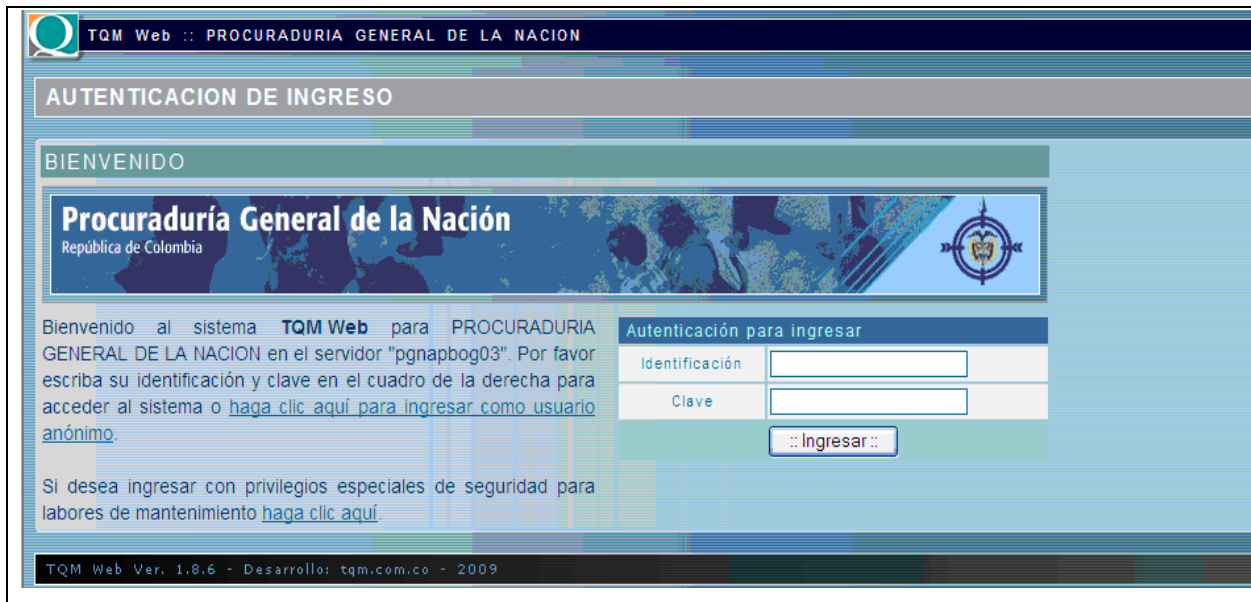 TQM Web :: PROCURADURIA GENERAL DE LA NACION
AUTENTICACION DE INGRESO
BIENVENIDO
Procuraduría General de la Nación
República de Colombia
Bienvenido al sistema TQM Web para PROCURADURIA
GENERAL DE LA NACION en el servidor "pgnapbog03". Por favor
escriba su identificación y clave en el cuadro de la derecha para
acceder al sistema o haga clic aquí para ingresar como usuario
anónimo.
Si desea ingresar con privilegios especiales de seguridad para
labores de mantenimiento haga clic aquí.
Autenticación para ingresar
Identificación
Clave
:: Ingresar ::
TQM Web Ver. 1.8.6 - Desarrollo: tqm.com.co - 2009